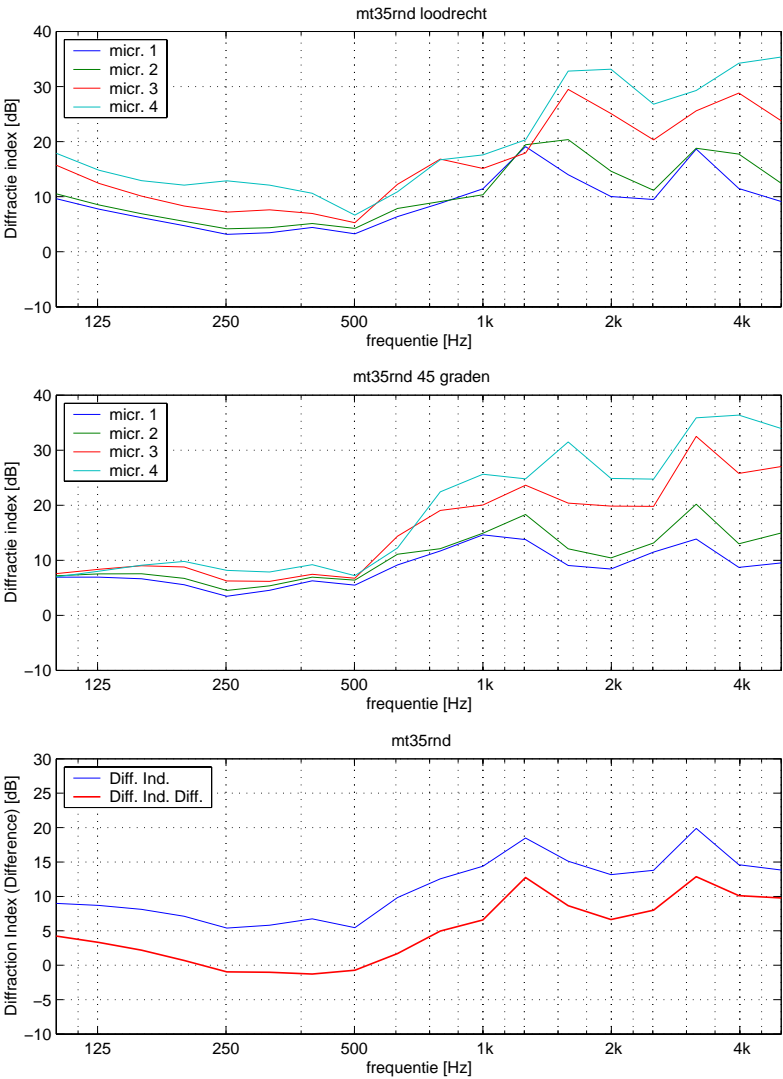 mt35rnd loodrecht
micr. 1
micr. 2
micr. 3
micr. 4
Diffractie Index [dB]
40
30
20
10
0
−10
125 250 500 1k 2k 4k
frequentie [Hz]
mt35rnd 45 graden
micr. 1
micr. 2
micr. 3
micr. 4
Diffractie Index [dB]
40
30
20
10
0
−10
125 250 500 1k 2k 4k
frequentie [Hz]
mt35rnd
Diff. Ind.
Diff. Ind. Diff.
Diffraction Index (Difference) [dB]
30
25
20
15
10
5
0
−5
−10
125 250 500 1k 2k 4k
frequentie [Hz]